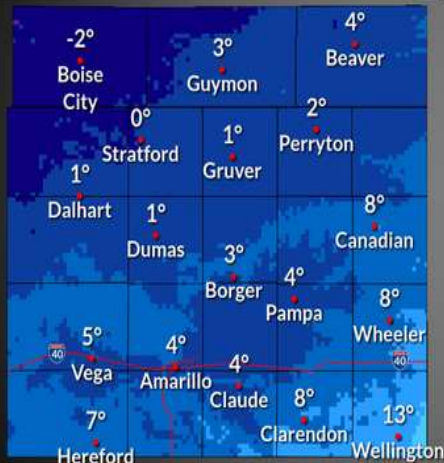 -2°
Boise
City
3°
Guymon
4°
Beaver
0°
Stratford
1°
Gruver
2°
Perryton
1°
Dalhart
1°
Dumas
8°
Canadian
3°
Borger
4°
Pampa
8°
Wheeler
40
5°
Vega
4°
Amarillo
4°
Claude
40
7°
Hereford
8°
Clarendon
13°
Wellington